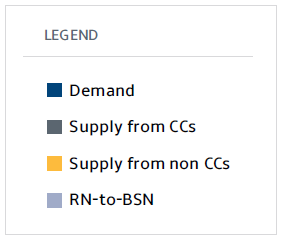 LEGEND
Demand
Supply from CCs
Supply from non CCs
RN-to-BSN